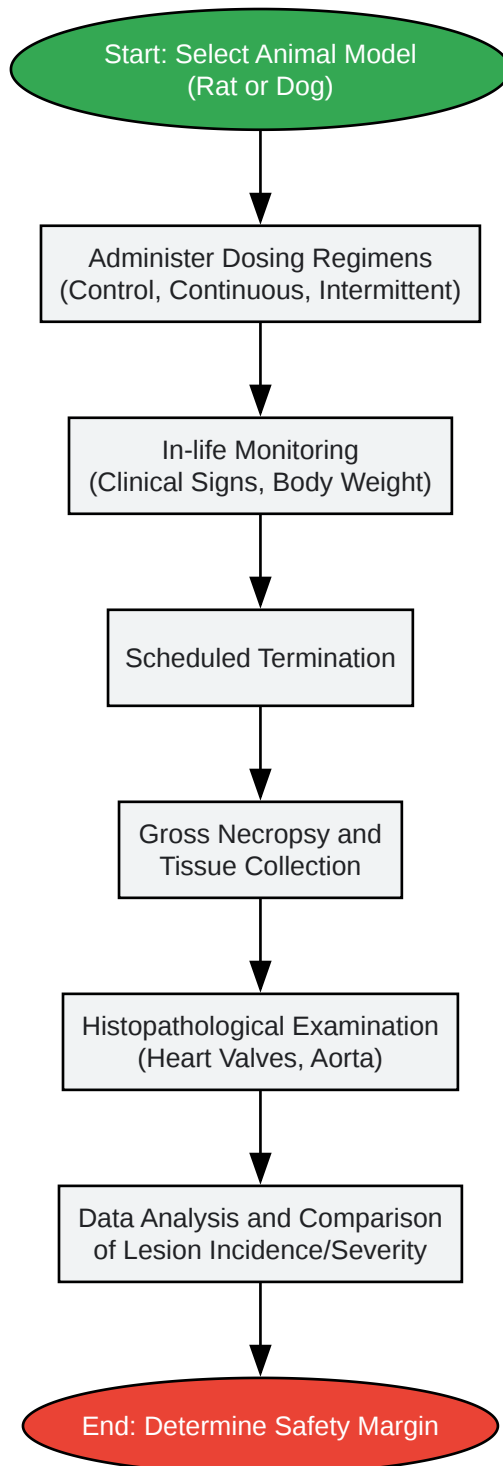 Start: Select Animal Model
(Rat or Dog)
Administer Dosing Regimens
(Control, Continuous, Intermittent)
In-life Monitoring
(Clinical Signs, Body Weight)
Scheduled Termination
Gross Necropsy and
Tissue Collection
Histopathological Examination
(Heart Valves, Aorta)
Data Analysis and Comparison
of Lesion Incidence/Severity
End: Determine Safety Margin